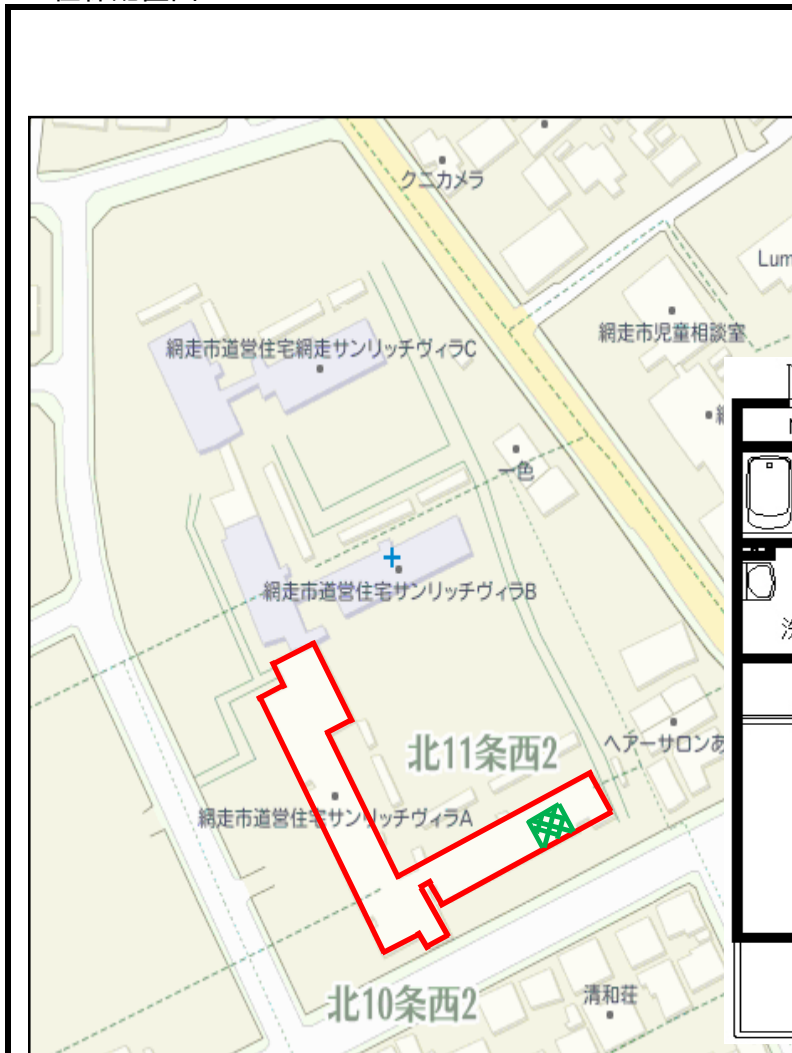 クニカメラ
Lum
網走市児童相談室
網走市道営住宅網走サンリッチヴィラC
一色
網走市道営住宅サンリッチヴィラB
洗
北11条西2
ヘアーサロンあ
網走市道営住宅サンリッチヴィラA
清和荘
北10条西2